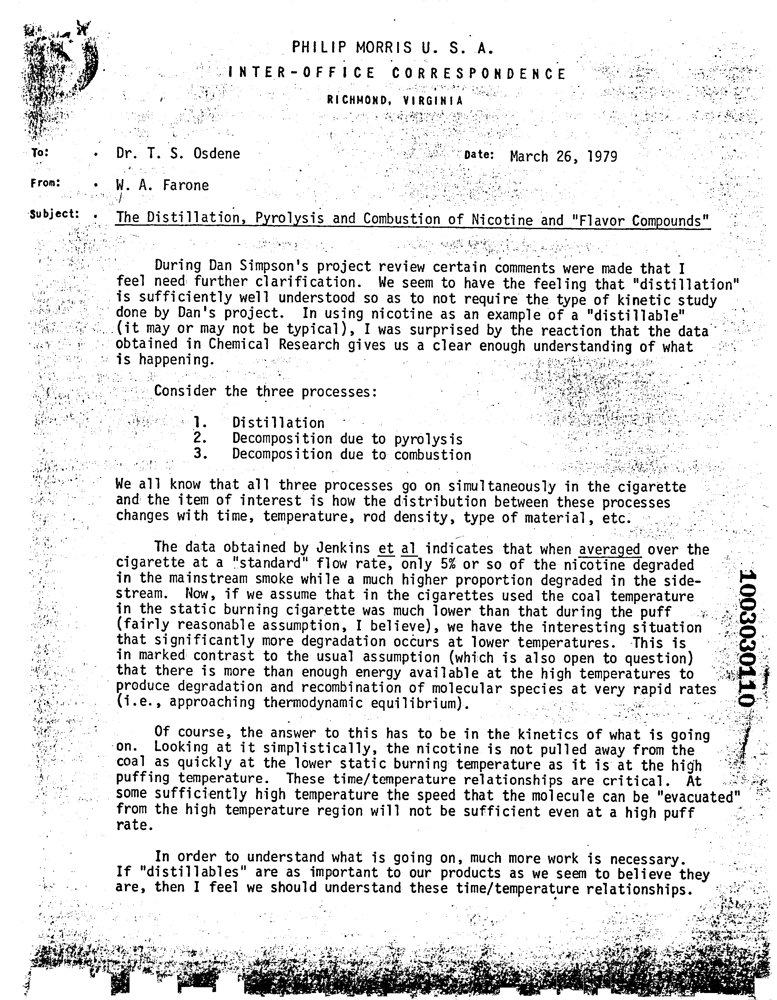 PHILIP MORRIS U. S. A.
INTER-OFFICE CORRESPONDENCE
RICHMOND, VIRGINIA
To: . Dr. T. S. Osdene Date: March 26, 1979
From: . W. A. Farone
Subject: . The Distillation, Pyrolysis and Combustion of Nicotine and "Flavor Compounds"
During Dan Simpson's project review certain comments were made that I
feel need further clarification. We seem to have the feeling that "distillation"
is sufficiently well understood so as to not require the type of kinetic study
done by Dan's project. In using nicotine as an example of a "distillable"
(it may or may not be typical), I was surprised by the reaction that the data
obtained in Chemical Research gives us a clear enough understanding of what
is happening.
Consider the three processes:
1. Distillation
2. Decomposition due to pyrolysis
3. Decomposition due to combustion
We all know that all three processes go on simultaneously in the cigarette
and the item of interest is how the distribution between these processes
changes with time, temperature, rod density, type of material, etc.
The data obtained by Jenkins et al indicates that when averaged over the
cigarette at a "standard" flow rate, only 5% or so of the nicotine degraded
in the mainstream smoke while a much higher proportion degraded in the side-
stream. Now, if we assume that in the cigarettes used the coal temperature
in the static burning cigarette was much lower than that during the puff
(fairly reasonable assumption, I believe), we have the interesting situation
that significantly more degradation occurs at lower temperatures. This is
in marked contrast to the usual assumption (which is also open to question)
that there is more than enough energy available at the high temperatures to
produce degradation and recombination of molecular species at very rapid rates
(i.e., approaching thermodynamic equilibrium).
Of course, the answer to this has to be in the kinetics of what is going
on. Looking at it simplistically, the nicotine is not pulled away from the
coal as quickly at the lower static burning temperature as it is at the high
puffing temperature. These time/temperature relationships are critical. At
some sufficiently high temperature the speed that the molecule can be "evacuated"
from the high temperature region will not be sufficient even at a high puff
rate.
In order to understand what is going on, much more work is necessary.
If "distillables" are as important to our products as we seem to believe they
are, then I feel we should understand these time/temperature relationships.
1003030110